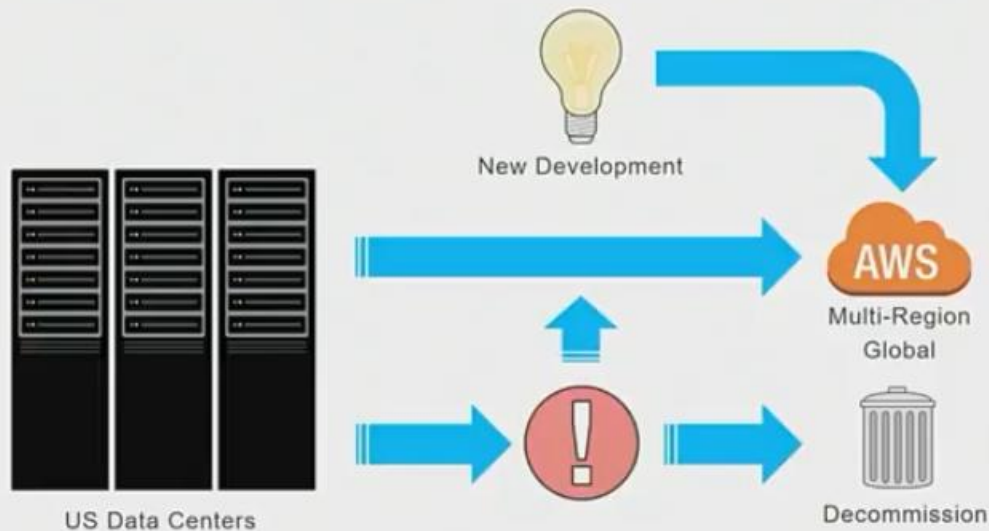 New Development
AWS
Multi-Region
Global
US Data Centers
Decommission